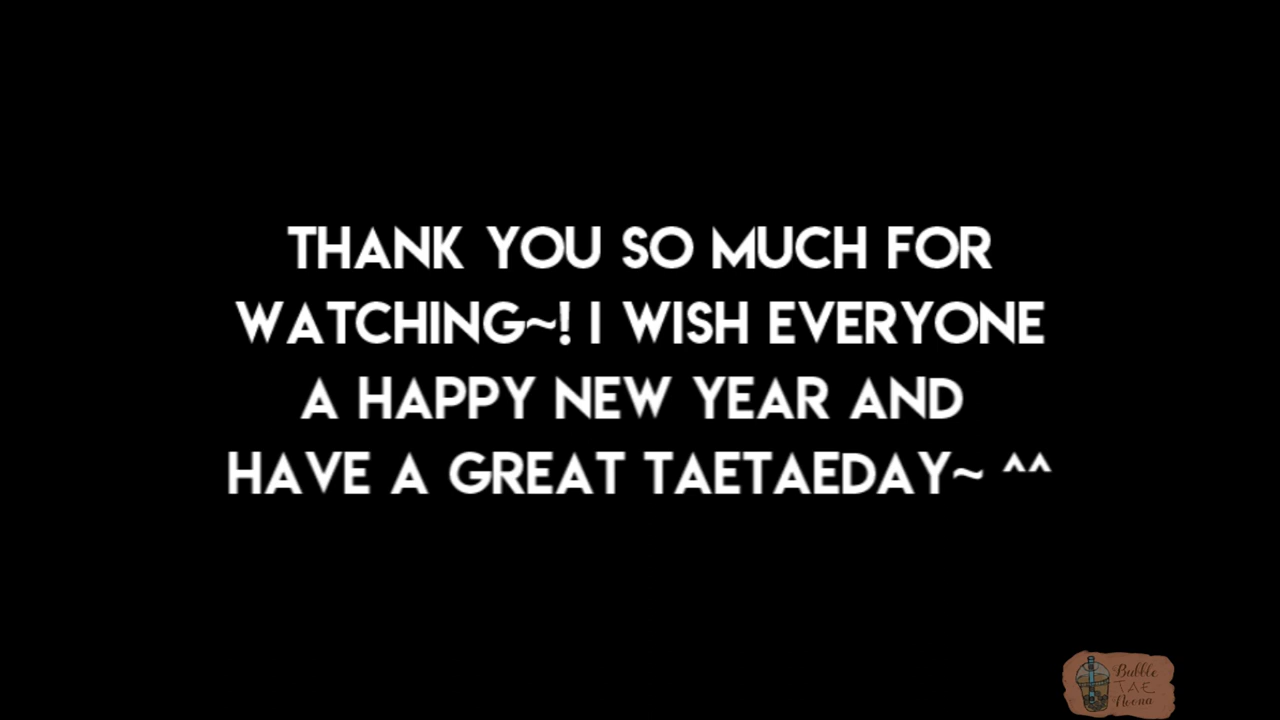 THANK YOU SO MUCH FOR
WATCHING~! I WISH EVERYONE
A HAPPY NEW YEAR AND
HAVE A GREAT TAETAEDAY~ ^^
Bubble
TAE
Noona